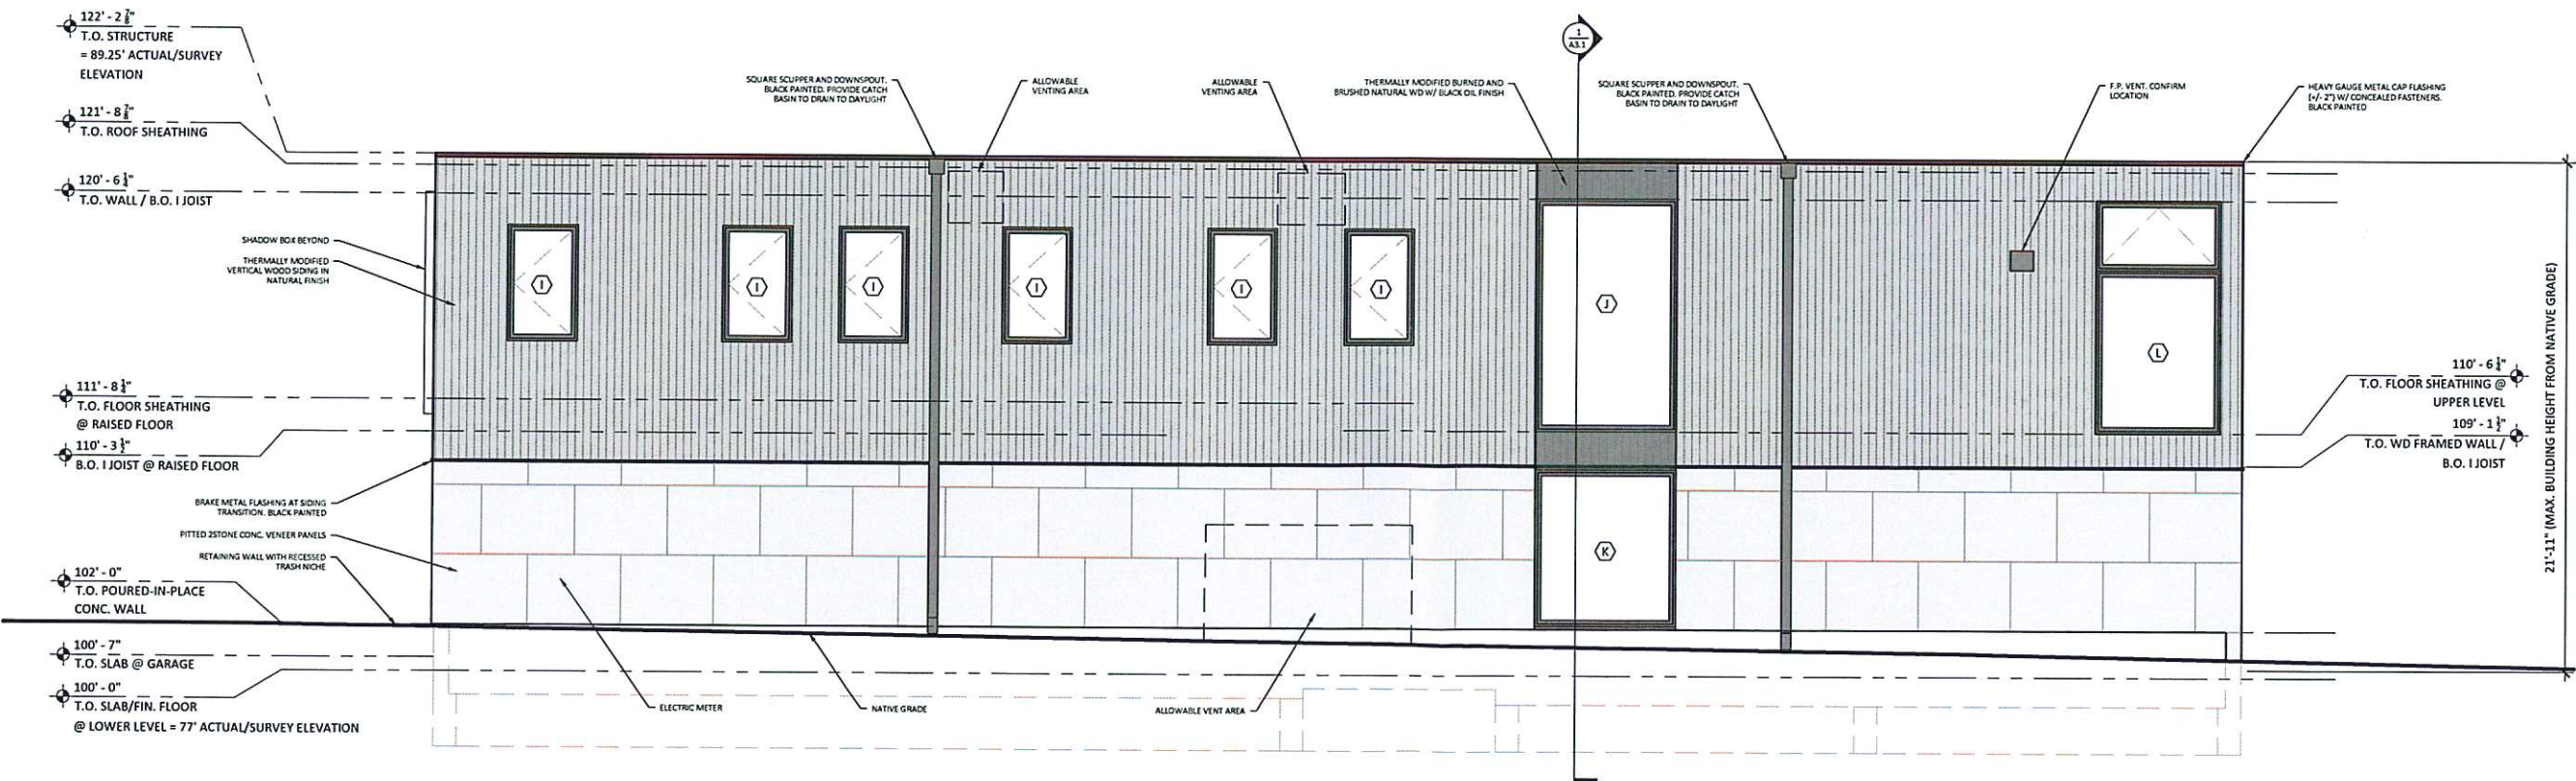 122' - 2 7/8"
T.O. STRUCTURE
= 89.25' ACTUAL/SURVEY
ELEVATION
121' - 8 7/8"
T.O. ROOF SHEATHING
120' - 6 1/4"
T.O. WALL / B.O. I JOIST
SHADOW BOX BEYOND
THERMALLY MODIFIED
VERTICAL WOOD SIDING IN
NATURAL FINISH
111' - 8 1/4"
T.O. FLOOR SHEATHING
@ RAISED FLOOR
110' - 3 1/2"
B.O. I JOIST @ RAISED FLOOR
BRAKE METAL FLASHING AT SIDING
TRANSITION. BLACK PAINTED
PITTED 2STONE CONC. VENEER PANELS
RETAINING WALL WITH RECESSED
TRASH NICHE
102' - 0"
T.O. POURED-IN-PLACE
CONC. WALL
100' - 7"
T.O. SLAB @ GARAGE
100' - 0"
T.O. SLAB/FIN. FLOOR
@ LOWER LEVEL = 77' ACTUAL/SURVEY ELEVATION
SQUARE SCUPPER AND DOWNSPOUT.
BLACK PAINTED. PROVIDE CATCH
BASIN TO DRAIN TO DAYLIGHT
ALLOWABLE
VENTING AREA
ALLOWABLE
VENTING AREA
THERMALLY MODIFIED BURNED AND
BRUSHED NATURAL WD W/ BLACK OIL FINISH
1
A3.1
SQUARE SCUPPER AND DOWNSPOUT.
BLACK PAINTED. PROVIDE CATCH
BASIN TO DRAIN TO DAYLIGHT
F.P. VENT. CONFIRM
LOCATION
HEAVY GAUGE METAL CAP FLASHING
(+/- 2") W/ CONCEALED FASTENERS.
BLACK PAINTED
I
I
I
I
I
I
J
K
L
ELECTRIC METER
NATIVE GRADE
ALLOWABLE VENT AREA
110' - 6 1/4"
T.O. FLOOR SHEATHING @
UPPER LEVEL
109' - 1 1/2"
T.O. WD FRAMED WALL /
B.O. I JOIST
21'-11" (MAX. BUILDING HEIGHT FROM NATIVE GRADE)